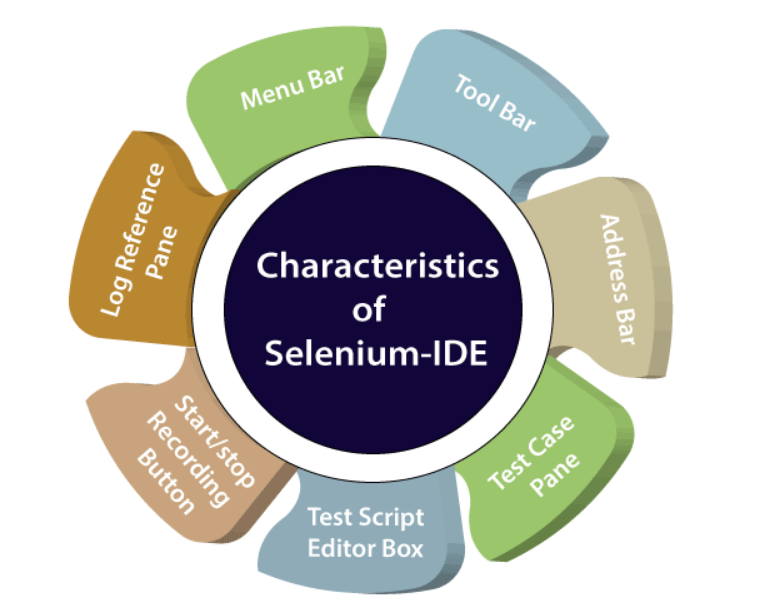 Characteristics
of
Selenium-IDE
Menu Bar
Tool Bar
Address Bar
Test Case
Pane
Test Script
Editor Box
Start/stop
Recording
Button
Log Reference
Pane